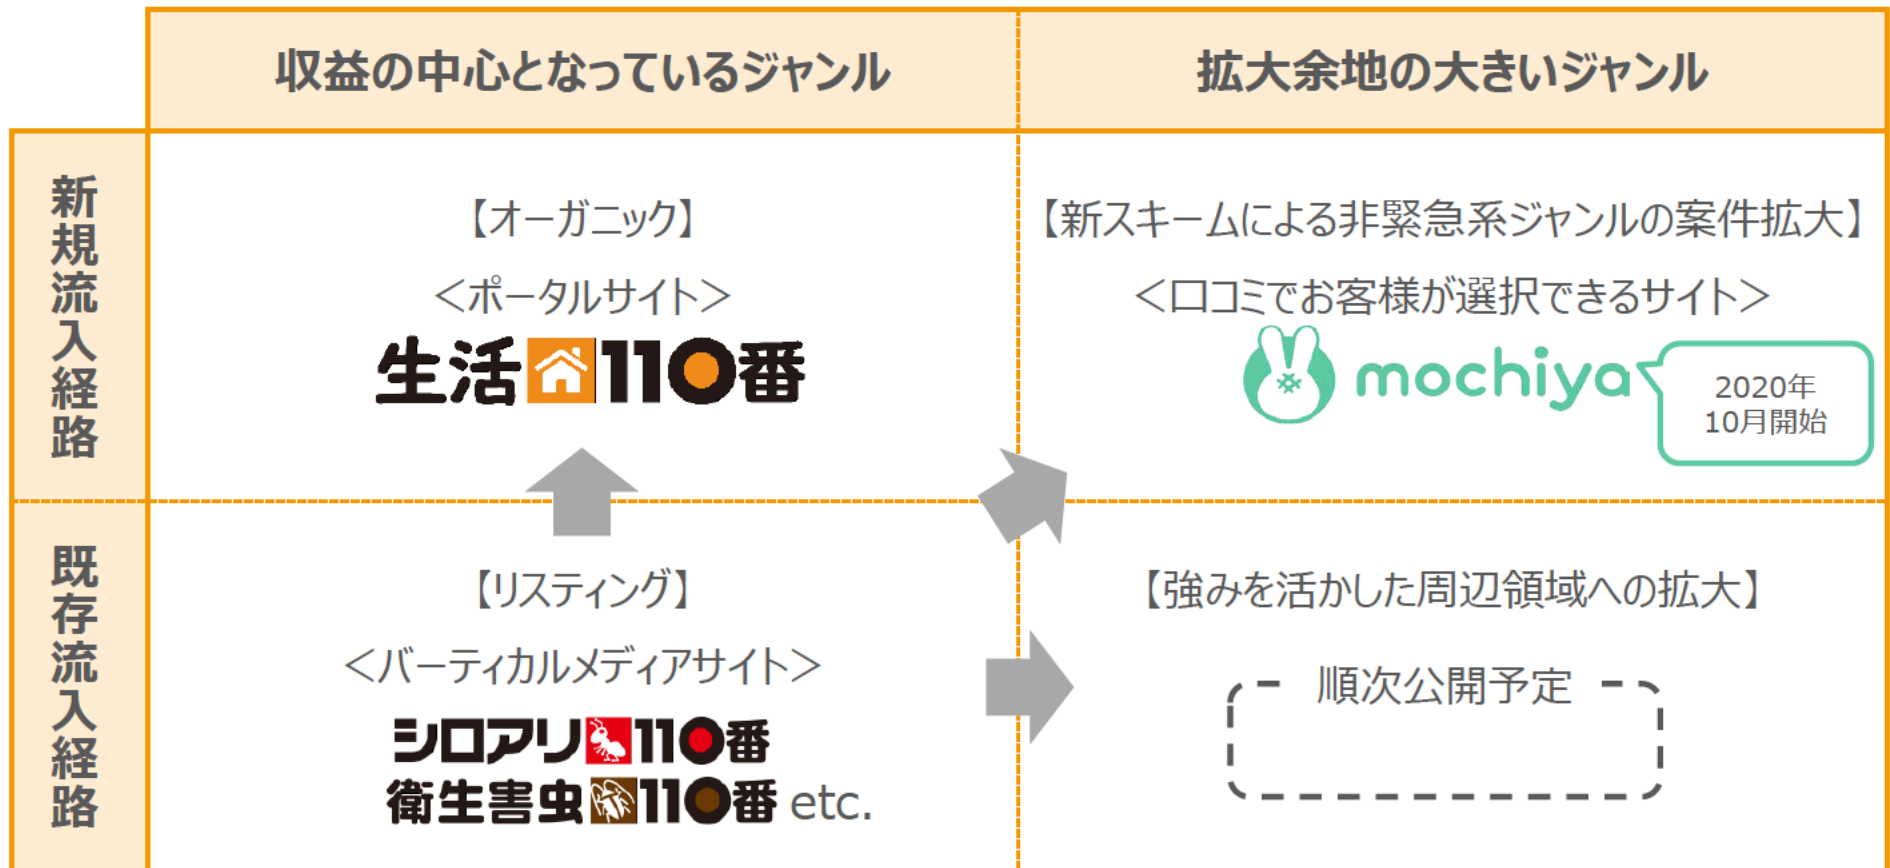 収益の中心となっているジャンル
拡大余地の大きいジャンル
新規流入経路
【オーガニック】
＜ポータルサイト＞
生活110番
【新スキームによる非緊急系ジャンルの案件拡大】
＜口コミでお客様が選択できるサイト＞
mochiya
2020年
10月開始
既存流入経路
【リスティング】
＜バーティカルメディアサイト＞
シロアリ110番
衛生害虫110番 etc.
【強みを活かした周辺領域への拡大】
順次公開予定